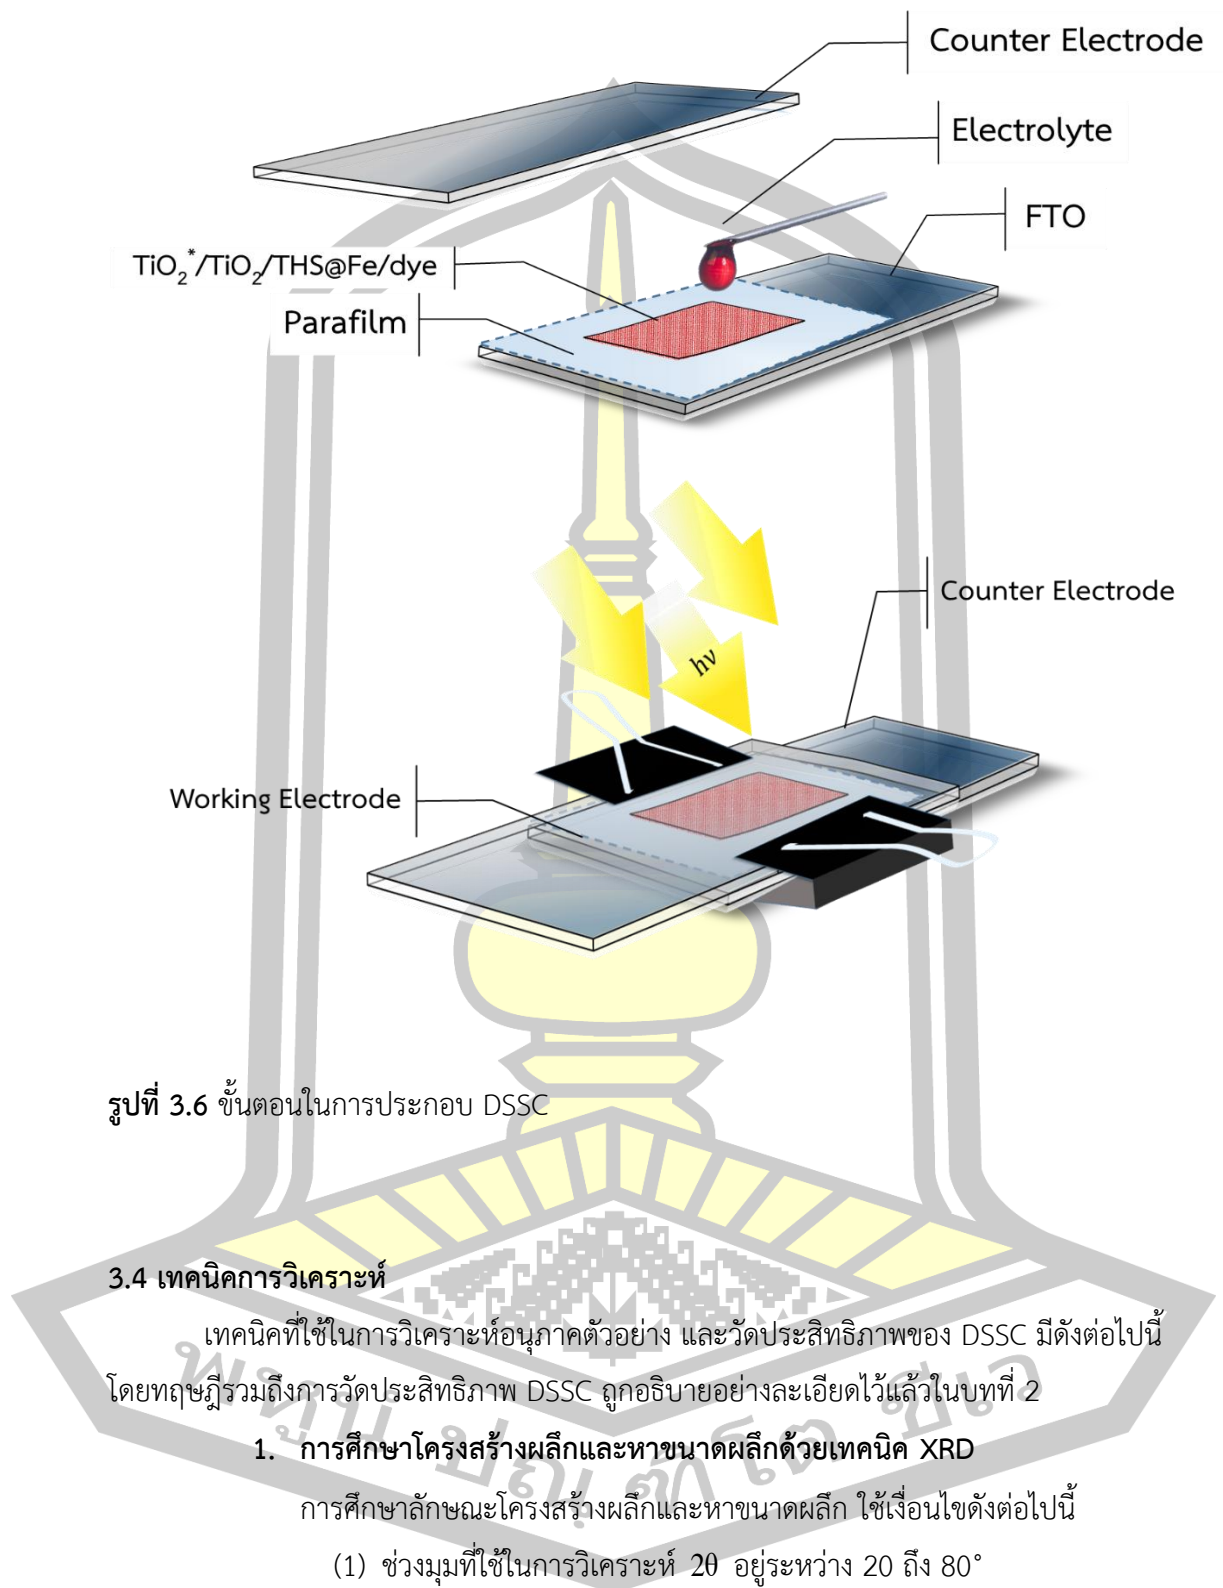 Counter Electrode
Electrolyte
FTO
TiO₂*/TiO₂/THS@Fe/dye
Parafilm
hν
Counter Electrode
Working Electrode
รูปที่ 3.6 ขั้นตอนในการประกอบ DSSC
3.4 เทคนิคการวิเคราะห์
เทคนิคที่ใช้ในการวิเคราะห์อนุภาคตัวอย่าง และวัดประสิทธิภาพของ DSSC มีดังต่อไปนี้
โดยทฤษฎีรวมถึงการวัดประสิทธิภาพ DSSC ถูกอธิบายอย่างละเอียดไว้แล้วในบทที่ 2
พหูนํ ปญฺโต ชีเว
1. การศึกษาโครงสร้างผลึกและหาขนาดผลึกด้วยเทคนิค XRD
การศึกษาลักษณะโครงสร้างผลึกและหาขนาดผลึก ใช้เงื่อนไขดังต่อไปนี้
(1) ช่วงมุมที่ใช้ในการวิเคราะห์ 2θ อยู่ระหว่าง 20 ถึง 80°